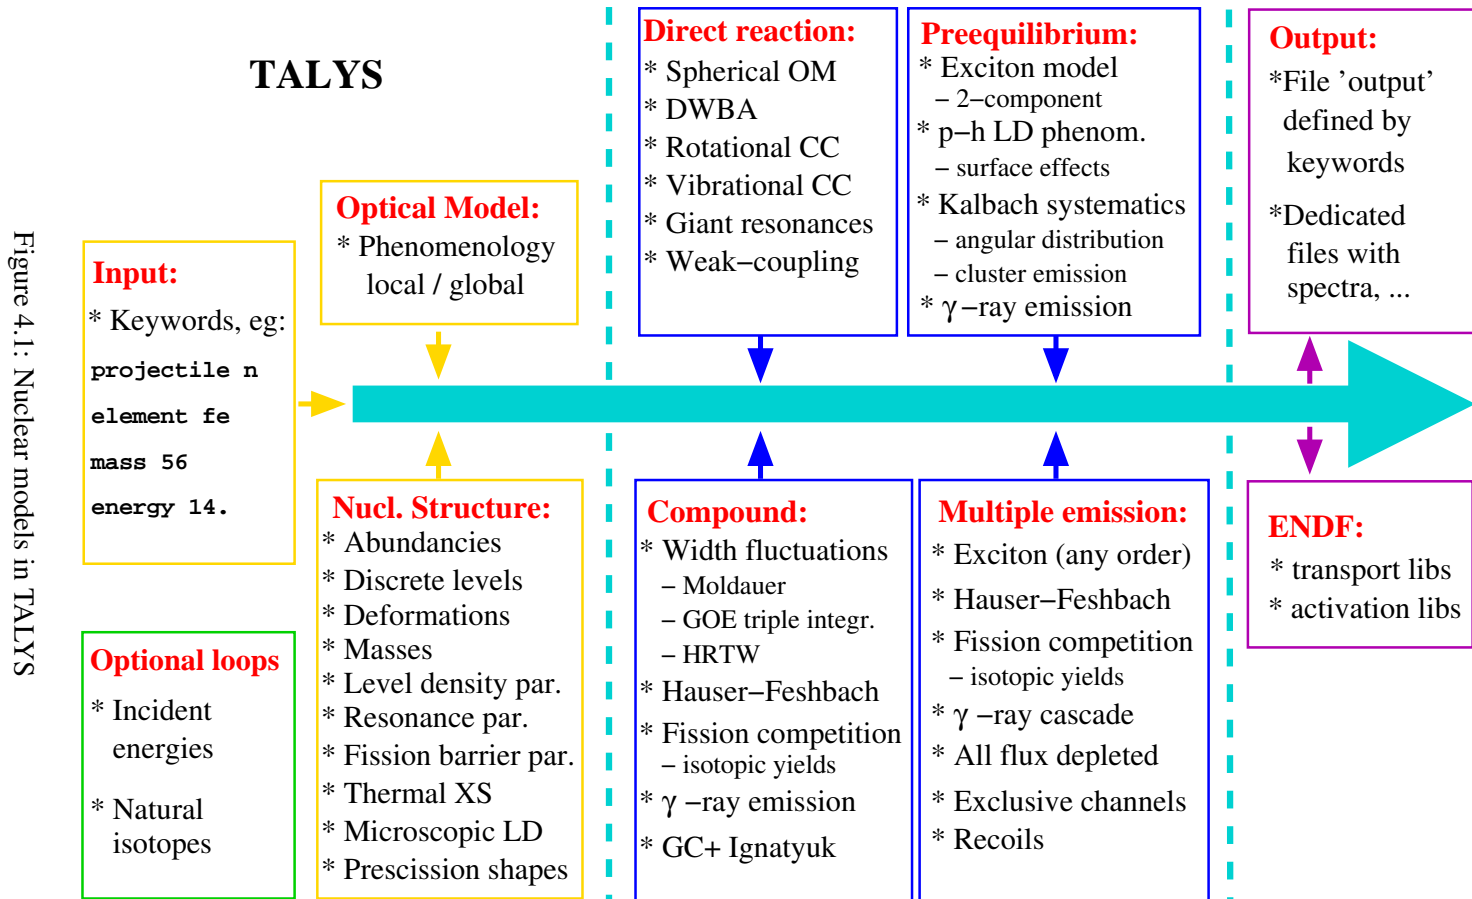 TALYS
Input:
* Keywords, eg:
projectile n
element fe
mass 56
energy 14.
Optional loops
* Incident
energies
* Natural
isotopes
Optical Model:
* Phenomenology
local / global
Nucl. Structure:
* Abundancies
* Discrete levels
* Deformations
* Masses
* Level density par.
* Resonance par.
* Fission barrier par.
* Thermal XS
* Microscopic LD
* Prescission shapes
Direct reaction:
* Spherical OM
* DWBA
* Rotational CC
* Vibrational CC
* Giant resonances
* Weak−coupling
Preequilibrium:
* Exciton model
− 2−component
* p−h LD phenom.
− surface effects
* Kalbach systematics
− angular distribution
− cluster emission
* γ −ray emission
Compound:
* Width fluctuations
− Moldauer
− GOE triple integr.
− HRTW
* Hauser−Feshbach
* Fission competition
− isotopic yields
* γ −ray emission
* GC+ Ignatyuk
Multiple emission:
* Exciton (any order)
* Hauser−Feshbach
* Fission competition
− isotopic yields
* γ −ray cascade
* All flux depleted
* Exclusive channels
* Recoils
Output:
*File ’output’
defined by
keywords
*Dedicated
files with
spectra, ...
ENDF:
* transport libs
* activation libs
Figure 4.1: Nuclear models in TALYS